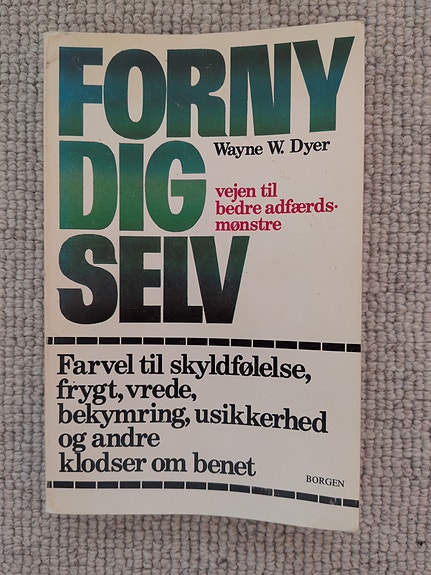 FORNY
Wayne W. Dyer
DIG
vejen til
bedre adfærds-
mønstre
SELV
Farvel til skyldfølelse,
frygt, vrede,
bekymring, usikkerhed
og andre
klodser om benet
BORGEN